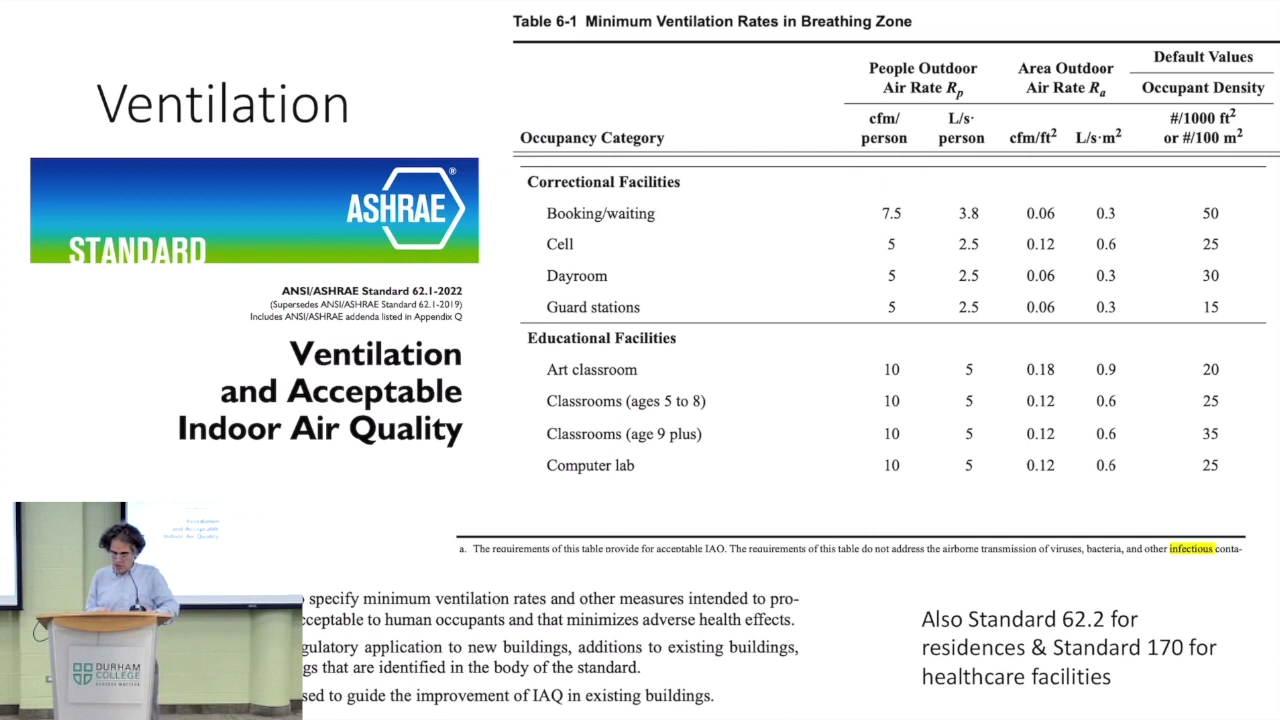 Ventilation
ASHRAE®
STANDARD
ANSI/ASHRAE Standard 62.1-2022
(Supersedes ANSI/ASHRAE Standard 62.1-2019)
Includes ANSI/ASHRAE addenda listed in Appendix Q
Ventilation
and Acceptable
Indoor Air Quality
Table 6-1 Minimum Ventilation Rates in Breathing Zone
Occupancy Category
People Outdoor
Air Rate Rp
Area Outdoor
Air Rate Ra
Default Values
Occupant Density
cfm/
person
L/s·
person
cfm/ft²
L/s·m²
#/1000 ft²
or #/100 m²
Correctional Facilities
Booking/waiting 7.5 3.8 0.06 0.3 50
Cell 5 2.5 0.12 0.6 25
Dayroom 5 2.5 0.06 0.3 30
Guard stations 5 2.5 0.06 0.3 15
Educational Facilities
Art classroom 10 5 0.18 0.9 20
Classrooms (ages 5 to 8) 10 5 0.12 0.6 25
Classrooms (age 9 plus) 10 5 0.12 0.6 35
Computer lab 10 5 0.12 0.6 25
a. The requirements of this table provide for acceptable IAQ. The requirements of this table do not address the airborne transmission of viruses, bacteria, and other infectious conta-
specify minimum ventilation rates and other measures intended to pro-
cceptable to human occupants and that minimizes adverse health effects.
gulatory application to new buildings, additions to existing buildings,
gs that are identified in the body of the standard.
sed to guide the improvement of IAQ in existing buildings.
Also Standard 62.2 for
residences & Standard 170 for
healthcare facilities
Ventilation
and Acceptable
Indoor Air Quality
DURHAM
COLLEGE
SUCCESS MATTERS